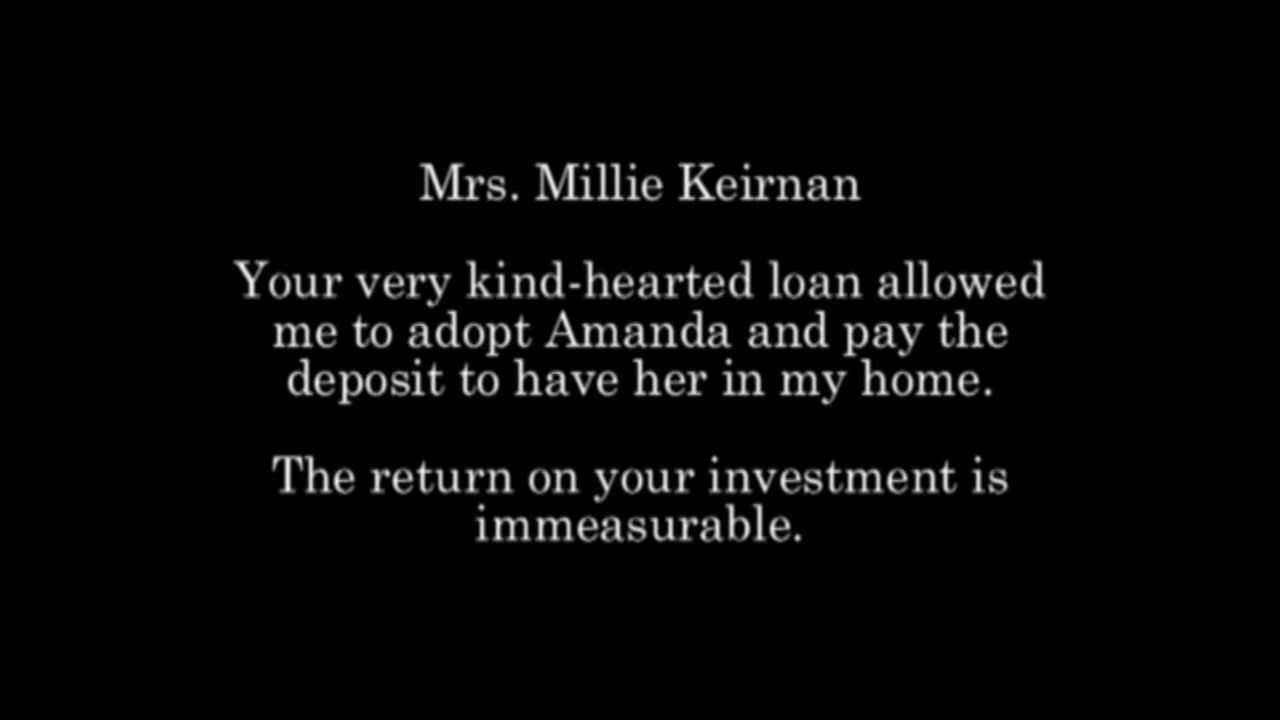 Mrs. Millie Keirnan
Your very kind-hearted loan allowed
me to adopt Amanda and pay the
deposit to have her in my home.
The return on your investment is
immeasurable.